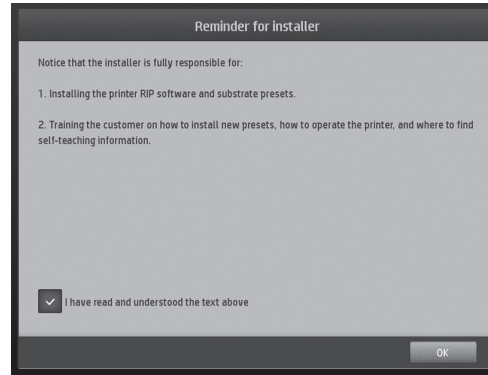 Reminder for installer
Notice that the installer is fully responsible for:
1. Installing the printer RIP software and substrate presets.
2. Training the customer on how to install new presets, how to operate the printer, and where to find
self-teaching information.
I have read and understood the text above
OK